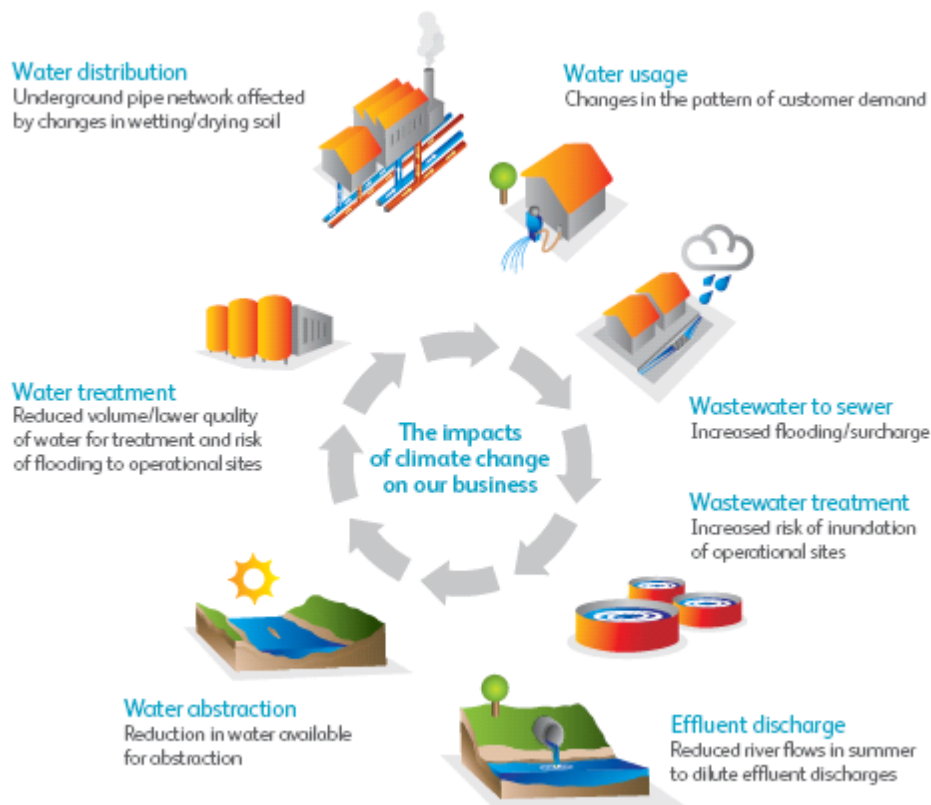 Water distribution
Underground pipe network affected
by changes in wetting/drying soil
Water usage
Changes in the pattern of customer demand
Wastewater to sewer
Increased flooding/surcharge
Wastewater treatment
Increased risk of inundation
of operational sites
Effluent discharge
Reduced river flows in summer
to dilute effluent discharges
Water abstraction
Reduction in water available
for abstraction
Water treatment
Reduced volume/lower quality
of water for treatment and risk
of flooding to operational sites
The impacts
of climate change
on our business